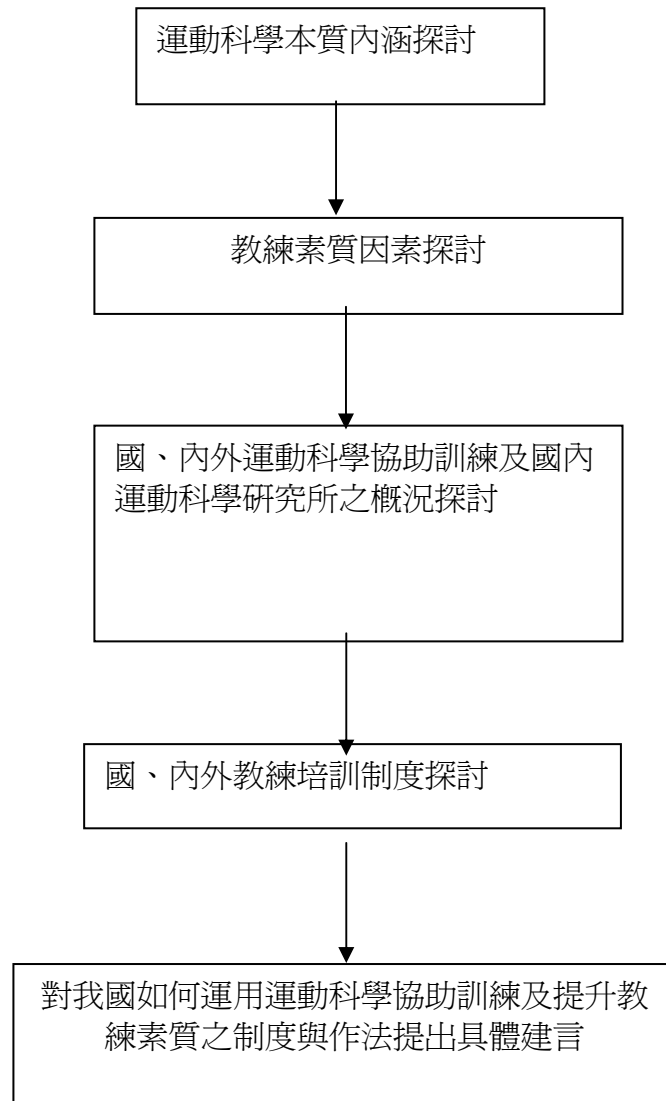 運動科學本質內涵探討
教練素質因素探討
國、內外運動科學協助訓練及國內
運動科學研究所之概況探討
國、內外教練培訓制度探討
對我國如何運用運動科學協助訓練及提升教
練素質之制度與作法提出具體建言